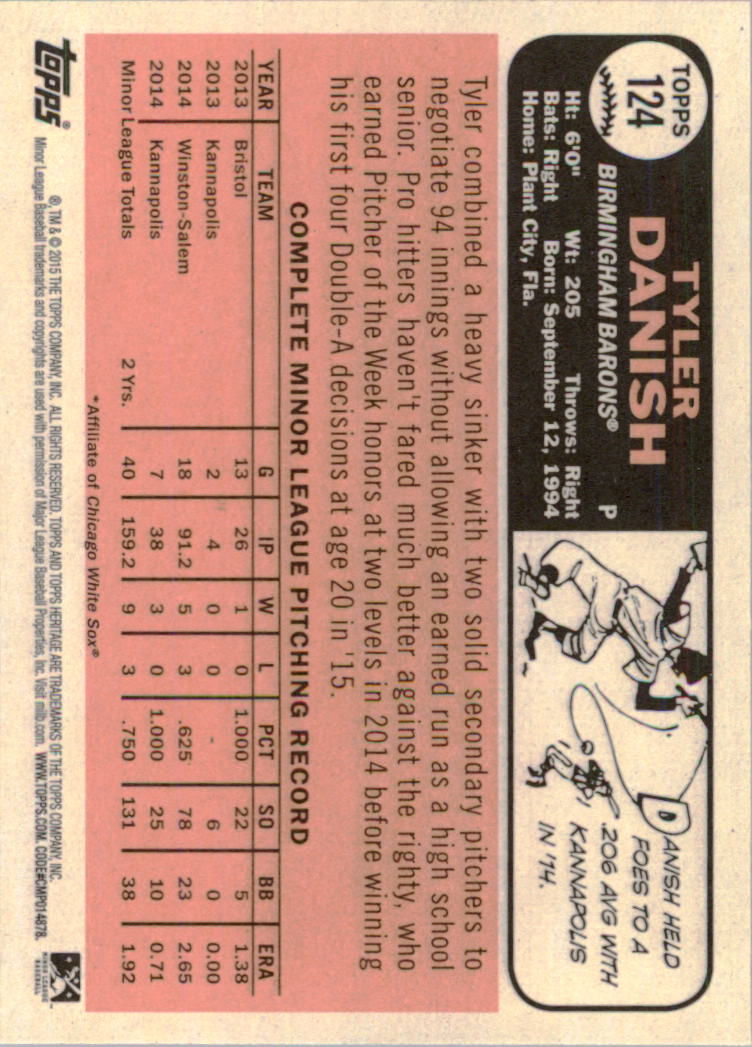 TOPPS
124
TYLER
DANISH
BIRMINGHAM BARONS® P
Ht: 6'0" Wt: 205 Throws: Right
Bats: Right Born: September 12, 1994
Home: Plant City, Fla.
DANISH HELD
FOES TO A
.206 AVG WITH
KANNAPOLIS
IN '14.
Tyler combined a heavy sinker with two solid secondary pitchers to
negotiate 94 innings without allowing an earned run as a high school
senior. Pro hitters haven't fared much better against the righty, who
earned Pitcher of the Week honors at two levels in 2014 before winning
his first four Double-A decisions at age 20 in '15.
COMPLETE MINOR LEAGUE PITCHING RECORD
YEAR TEAM G IP W L PCT SO BB ERA
2013 Bristol 13 26 1 0 1.000 22 5 1.38
2013 Kannapolis 2 4 0 0 - 6 0 0.00
2014 Winston-Salem 18 91.2 5 3 .625 78 23 2.65
2014 Kannapolis 7 38 3 0 1.000 25 10 0.71
Minor League Totals 2 Yrs. 40 159.2 9 3 .750 131 38 1.92
*Affiliate of Chicago White Sox®
topps®
®, TM & © 2015 THE TOPPS COMPANY, INC. ALL RIGHTS RESERVED. TOPPS AND TOPPS HERITAGE ARE TRADEMARKS OF THE TOPPS COMPANY, INC.
Minor League Baseball trademarks and copyrights are used with permission of Major League Baseball Properties, Inc. Visit milb.com. WWW.TOPPS.COM. CODE#CMP014878.
MINOR LEAGUE
BASEBALL